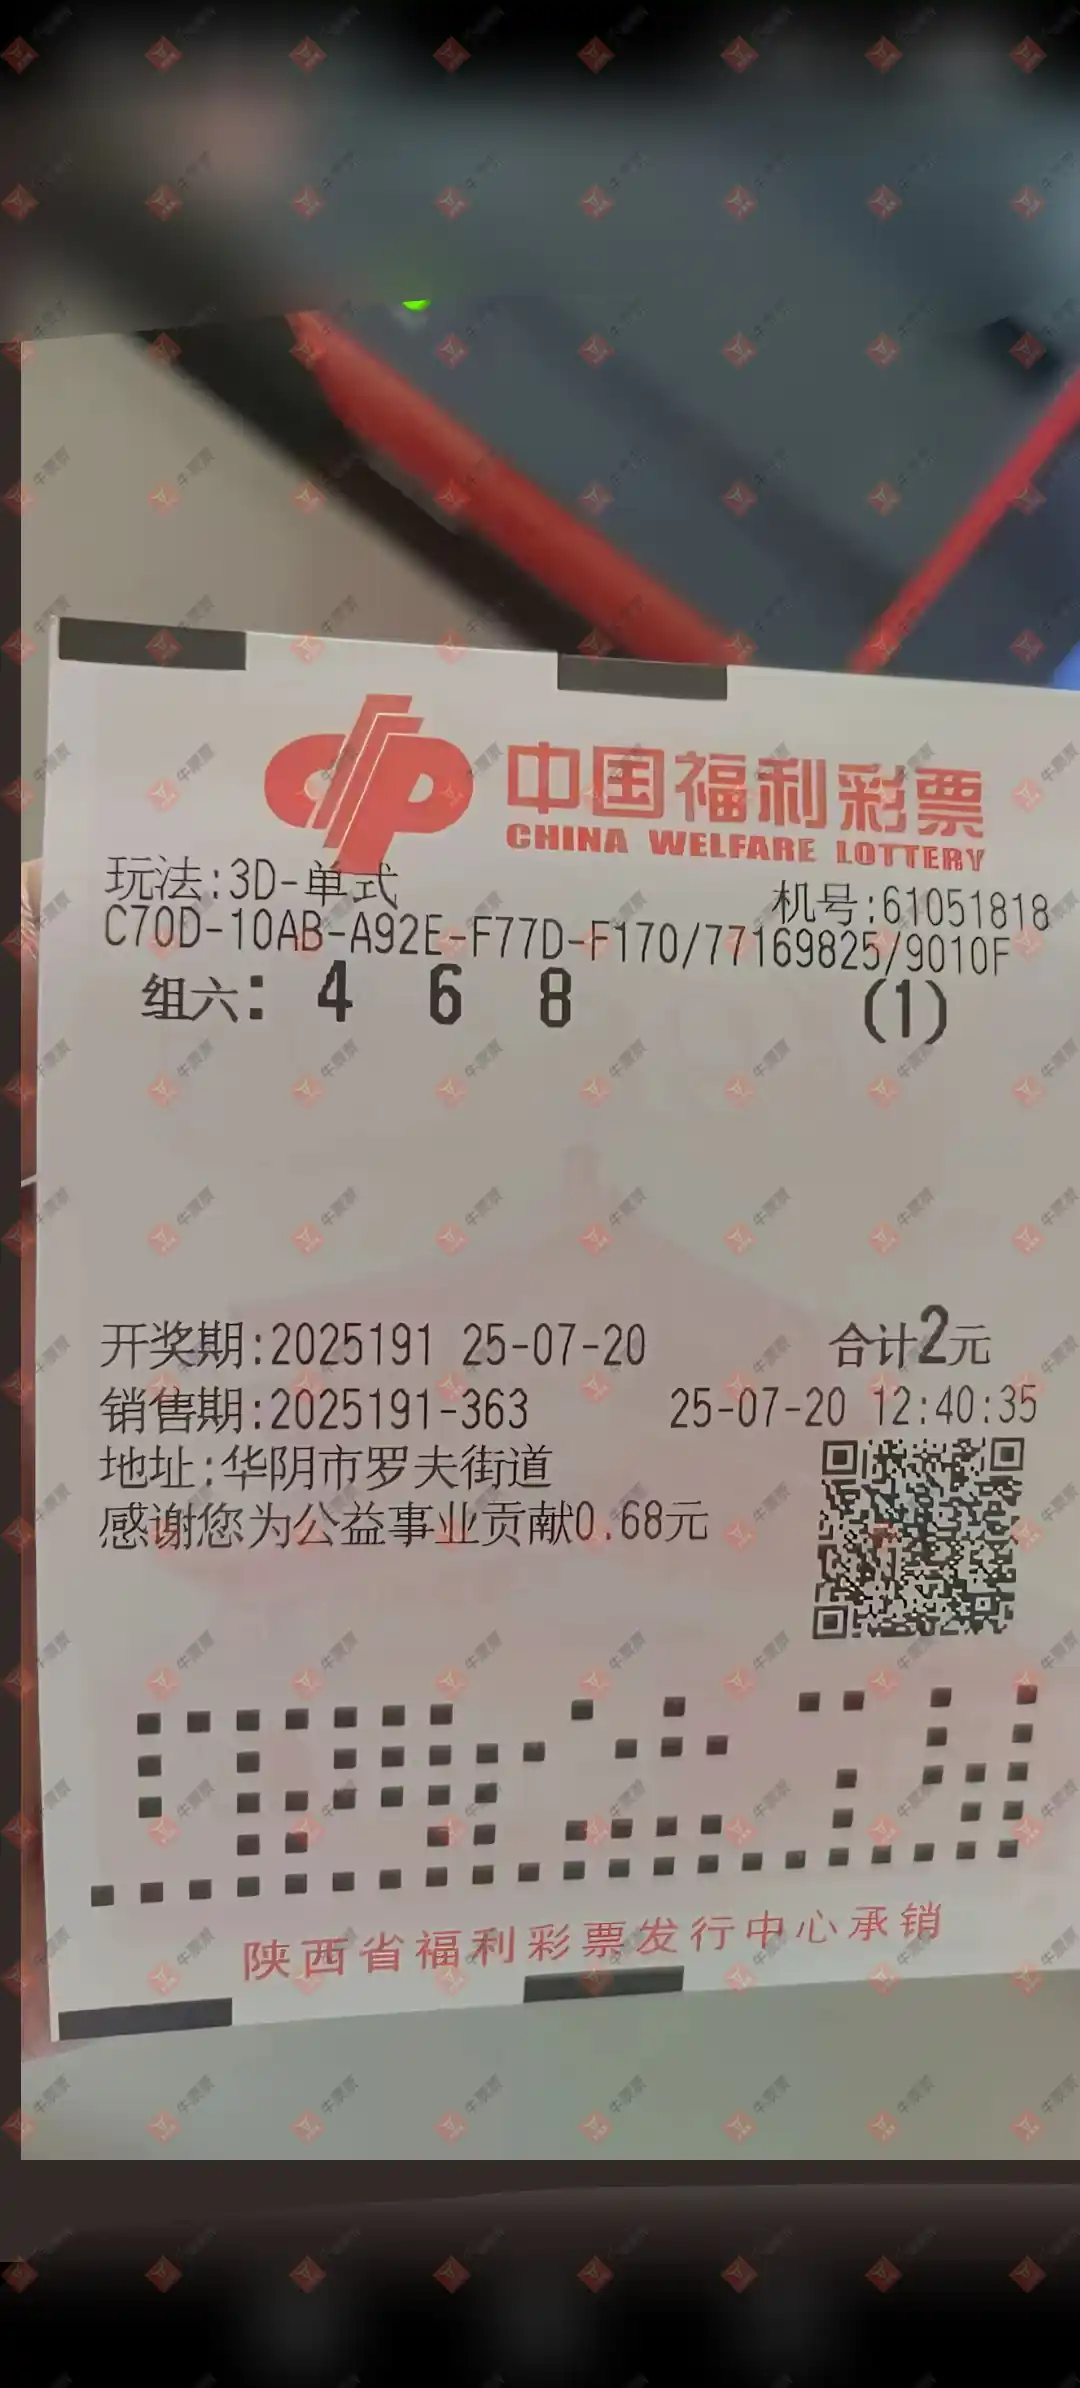 中国福利彩票
CHINA WELFARE LOTTERY
玩法:3D-单式
机号:61051818
C70D-10AB-A92E-F77D-F170/77169825/9010F
组六: 4 6 8 (1)
开奖期:2025191 25-07-20 合计2元
销售期:2025191-363 25-07-20 12:40:35
地址:华阴市罗夫街道
感谢您为公益事业贡献0.68元
陕西省福利彩票发行中心承销